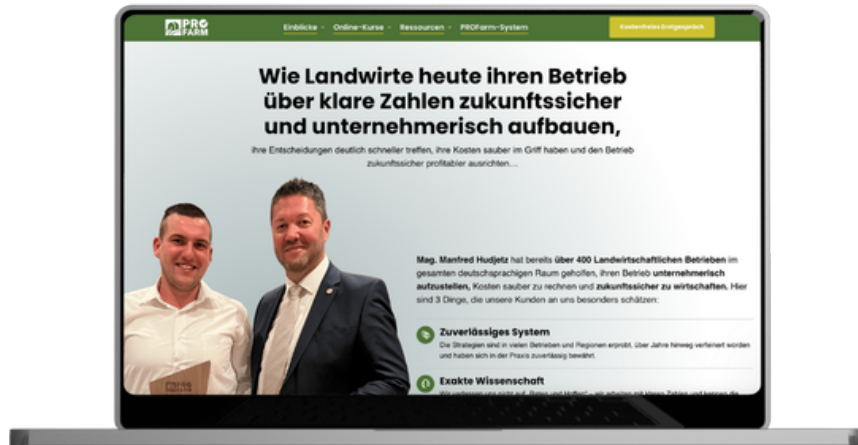 PRO
FARM
Einblicke
Online-Kurse
Ressourcen
PROFarm-System
Kostenfreies Erstgespräch
Wie Landwirte heute ihren Betrieb
über klare Zahlen zukunftssicher
und unternehmerisch aufbauen,
ihre Entscheidungen deutlich schneller treffen, ihre Kosten sauber im Griff haben und den Betrieb
zukunftssicher profitabler ausrichten....
Mag. Manfred Hudjetz hat bereits über 400 Landwirtschaftlichen Betrieben im
gesamten deutschsprachigen Raum geholfen, ihren Betrieb unternehmerisch
aufzustellen, Kosten sauber zu rechnen und zukunftssicher zu wirtschaften. Hier
sind 3 Dinge, die unsere Kunden an uns besonders schätzen:
Zuverlässiges System
Die Strategien sind in vielen Betrieben und Regionen erprobt, über Jahre hinweg verfeinert worden
und haben sich in der Praxis zuverlässig bewährt.
Exakte Wissenschaft
PRO
FARM